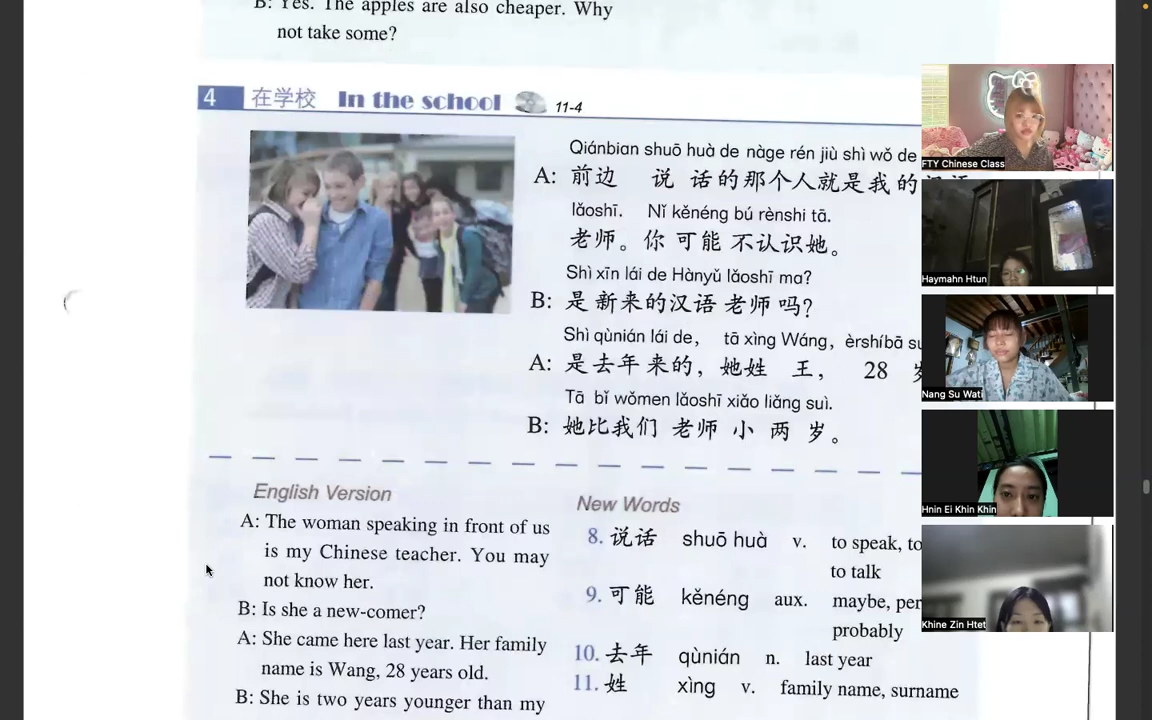 B: Yes. The apples are also cheaper. Why
not take some?
4 在学校 In the school 11-4
Qiánbian shuō huà de nàge rén jiù shì wǒ de
A: 前边 说 话的那个人就是我的
lǎoshī. Nǐ kěnéng bú rènshi tā.
老师。你可能不认识她。
Shì xīn lái de Hànyǔ lǎoshī ma?
B: 是新来的汉语老师吗?
Shì qùnián lái de, tā xìng Wáng, èrshíbā su
A: 是去年来的, 她姓 王, 28
Tā bǐ wǒmen lǎoshī xiǎo liǎng suì.
B: 她比我们 老师 小 两 岁。
English Version
A: The woman speaking in front of us
is my Chinese teacher. You may
not know her.
B: Is she a new-comer?
A: She came here last year. Her family
name is Wang, 28 years old.
B: She is two years younger than my
New Words
8. 说话 shuō huà v. to speak, to
to talk
9. 可能 kěnéng aux. maybe, per
probably
10. 去年 qùnián n. last year
11. 姓 xìng v. family name, surname
FTY Chinese Class
Haymahn Htun
Nang Su Wati
Hnin Ei Khin Khin
Khine Zin Htet